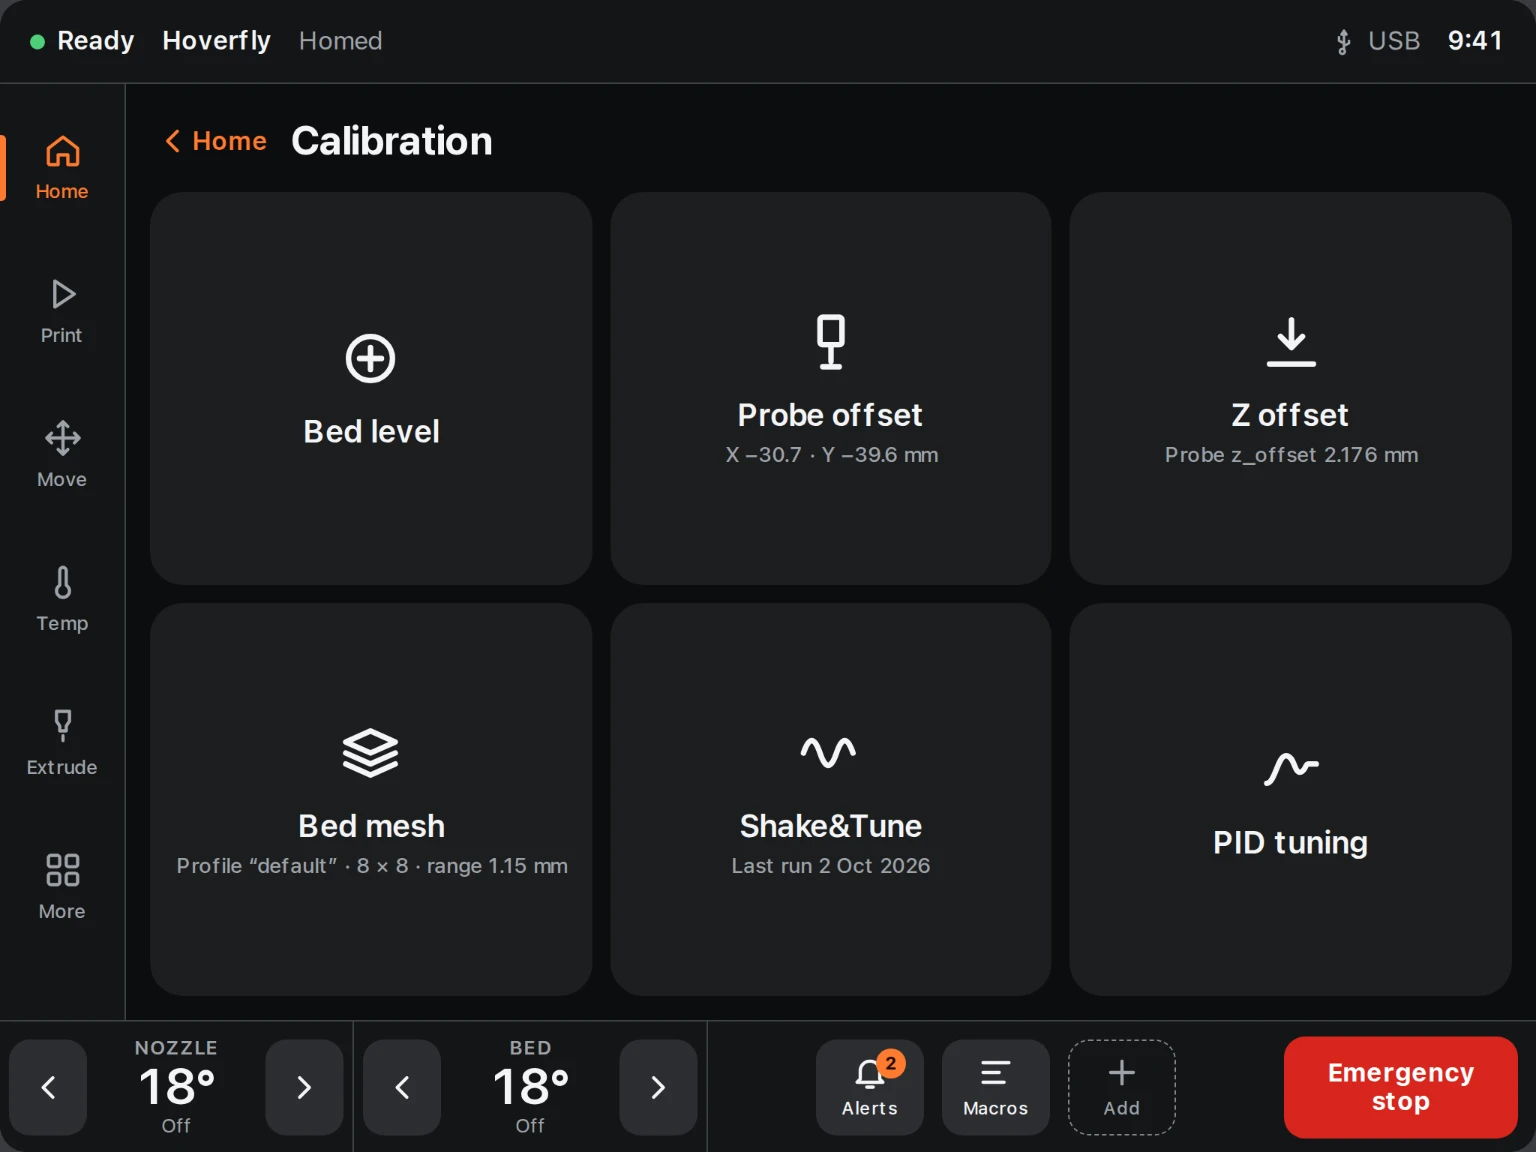 Ready Hoverfly Homed USB 9:41
Home Calibration
Home
Print
Move
Temp
Extrude
More
Bed level
Probe offset
X −30.7 · Y −39.6 mm
Z offset
Probe z_offset 2.176 mm
Bed mesh
Profile “default” · 8 × 8 · range 1.15 mm
Shake&Tune
Last run 2 Oct 2026
PID tuning
NOZZLE
18°
Off
BED
18°
Off
2
Alerts
Macros
Add
Emergency
stop